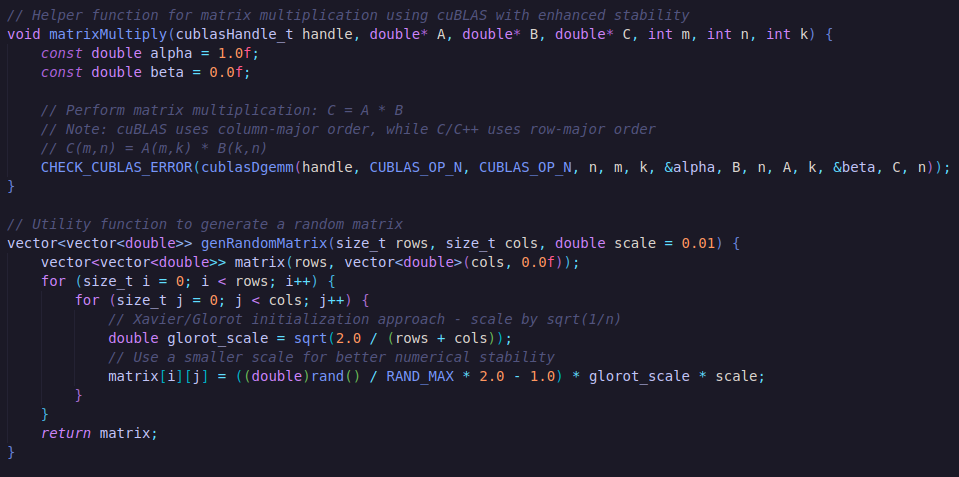 // Helper function for matrix multiplication using cuBLAS with enhanced stability
void matrixMultiply(cublasHandle_t handle, double* A, double* B, double* C, int m, int n, int k) {
    const double alpha = 1.0f;
    const double beta = 0.0f;

    // Perform matrix multiplication: C = A * B
    // Note: cuBLAS uses column-major order, while C/C++ uses row-major order
    // C(m,n) = A(m,k) * B(k,n)
    CHECK_CUBLAS_ERROR(cublasDgemm(handle, CUBLAS_OP_N, CUBLAS_OP_N, n, m, k, &alpha, B, n, A, k, &beta, C, n));
}

// Utility function to generate a random matrix
vector<vector<double>> genRandomMatrix(size_t rows, size_t cols, double scale = 0.01) {
    vector<vector<double>> matrix(rows, vector<double>(cols, 0.0f));
    for (size_t i = 0; i < rows; i++) {
        for (size_t j = 0; j < cols; j++) {
            // Xavier/Glorot initialization approach - scale by sqrt(1/n)
            double glorot_scale = sqrt(2.0 / (rows + cols));
            // Use a smaller scale for better numerical stability
            matrix[i][j] = ((double)rand() / RAND_MAX * 2.0 - 1.0) * glorot_scale * scale;
        }
    }
    return matrix;
}